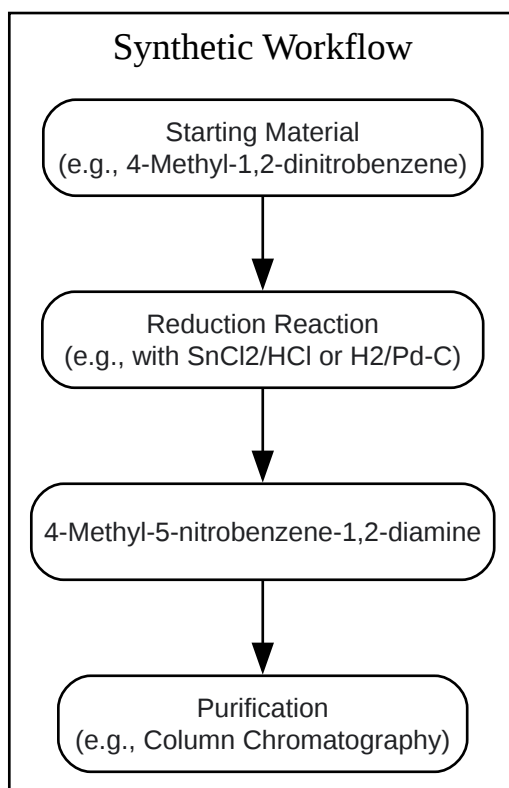 Synthetic Workflow
Starting Material
(e.g., 4-Methyl-1,2-dinitrobenzene)
Reduction Reaction
(e.g., with SnCl2/HCl or H2/Pd-C)
4-Methyl-5-nitrobenzene-1,2-diamine
Purification
(e.g., Column Chromatography)